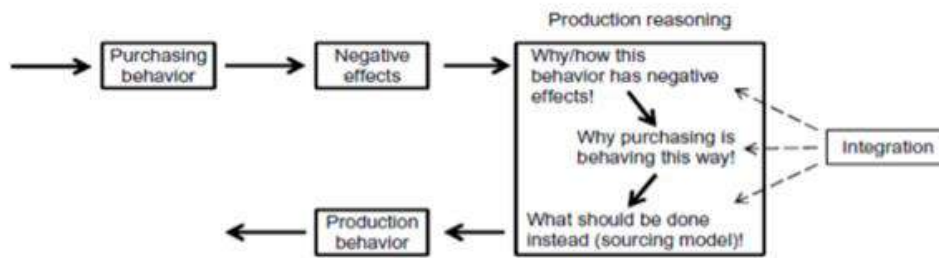 Production reasoning
Purchasing
behavior
Negative
effects
Why/how this
behavior has negative
effects!
Why purchasing is
behaving this way!
Integration
What should be done
instead (sourcing model)!
Production
behavior